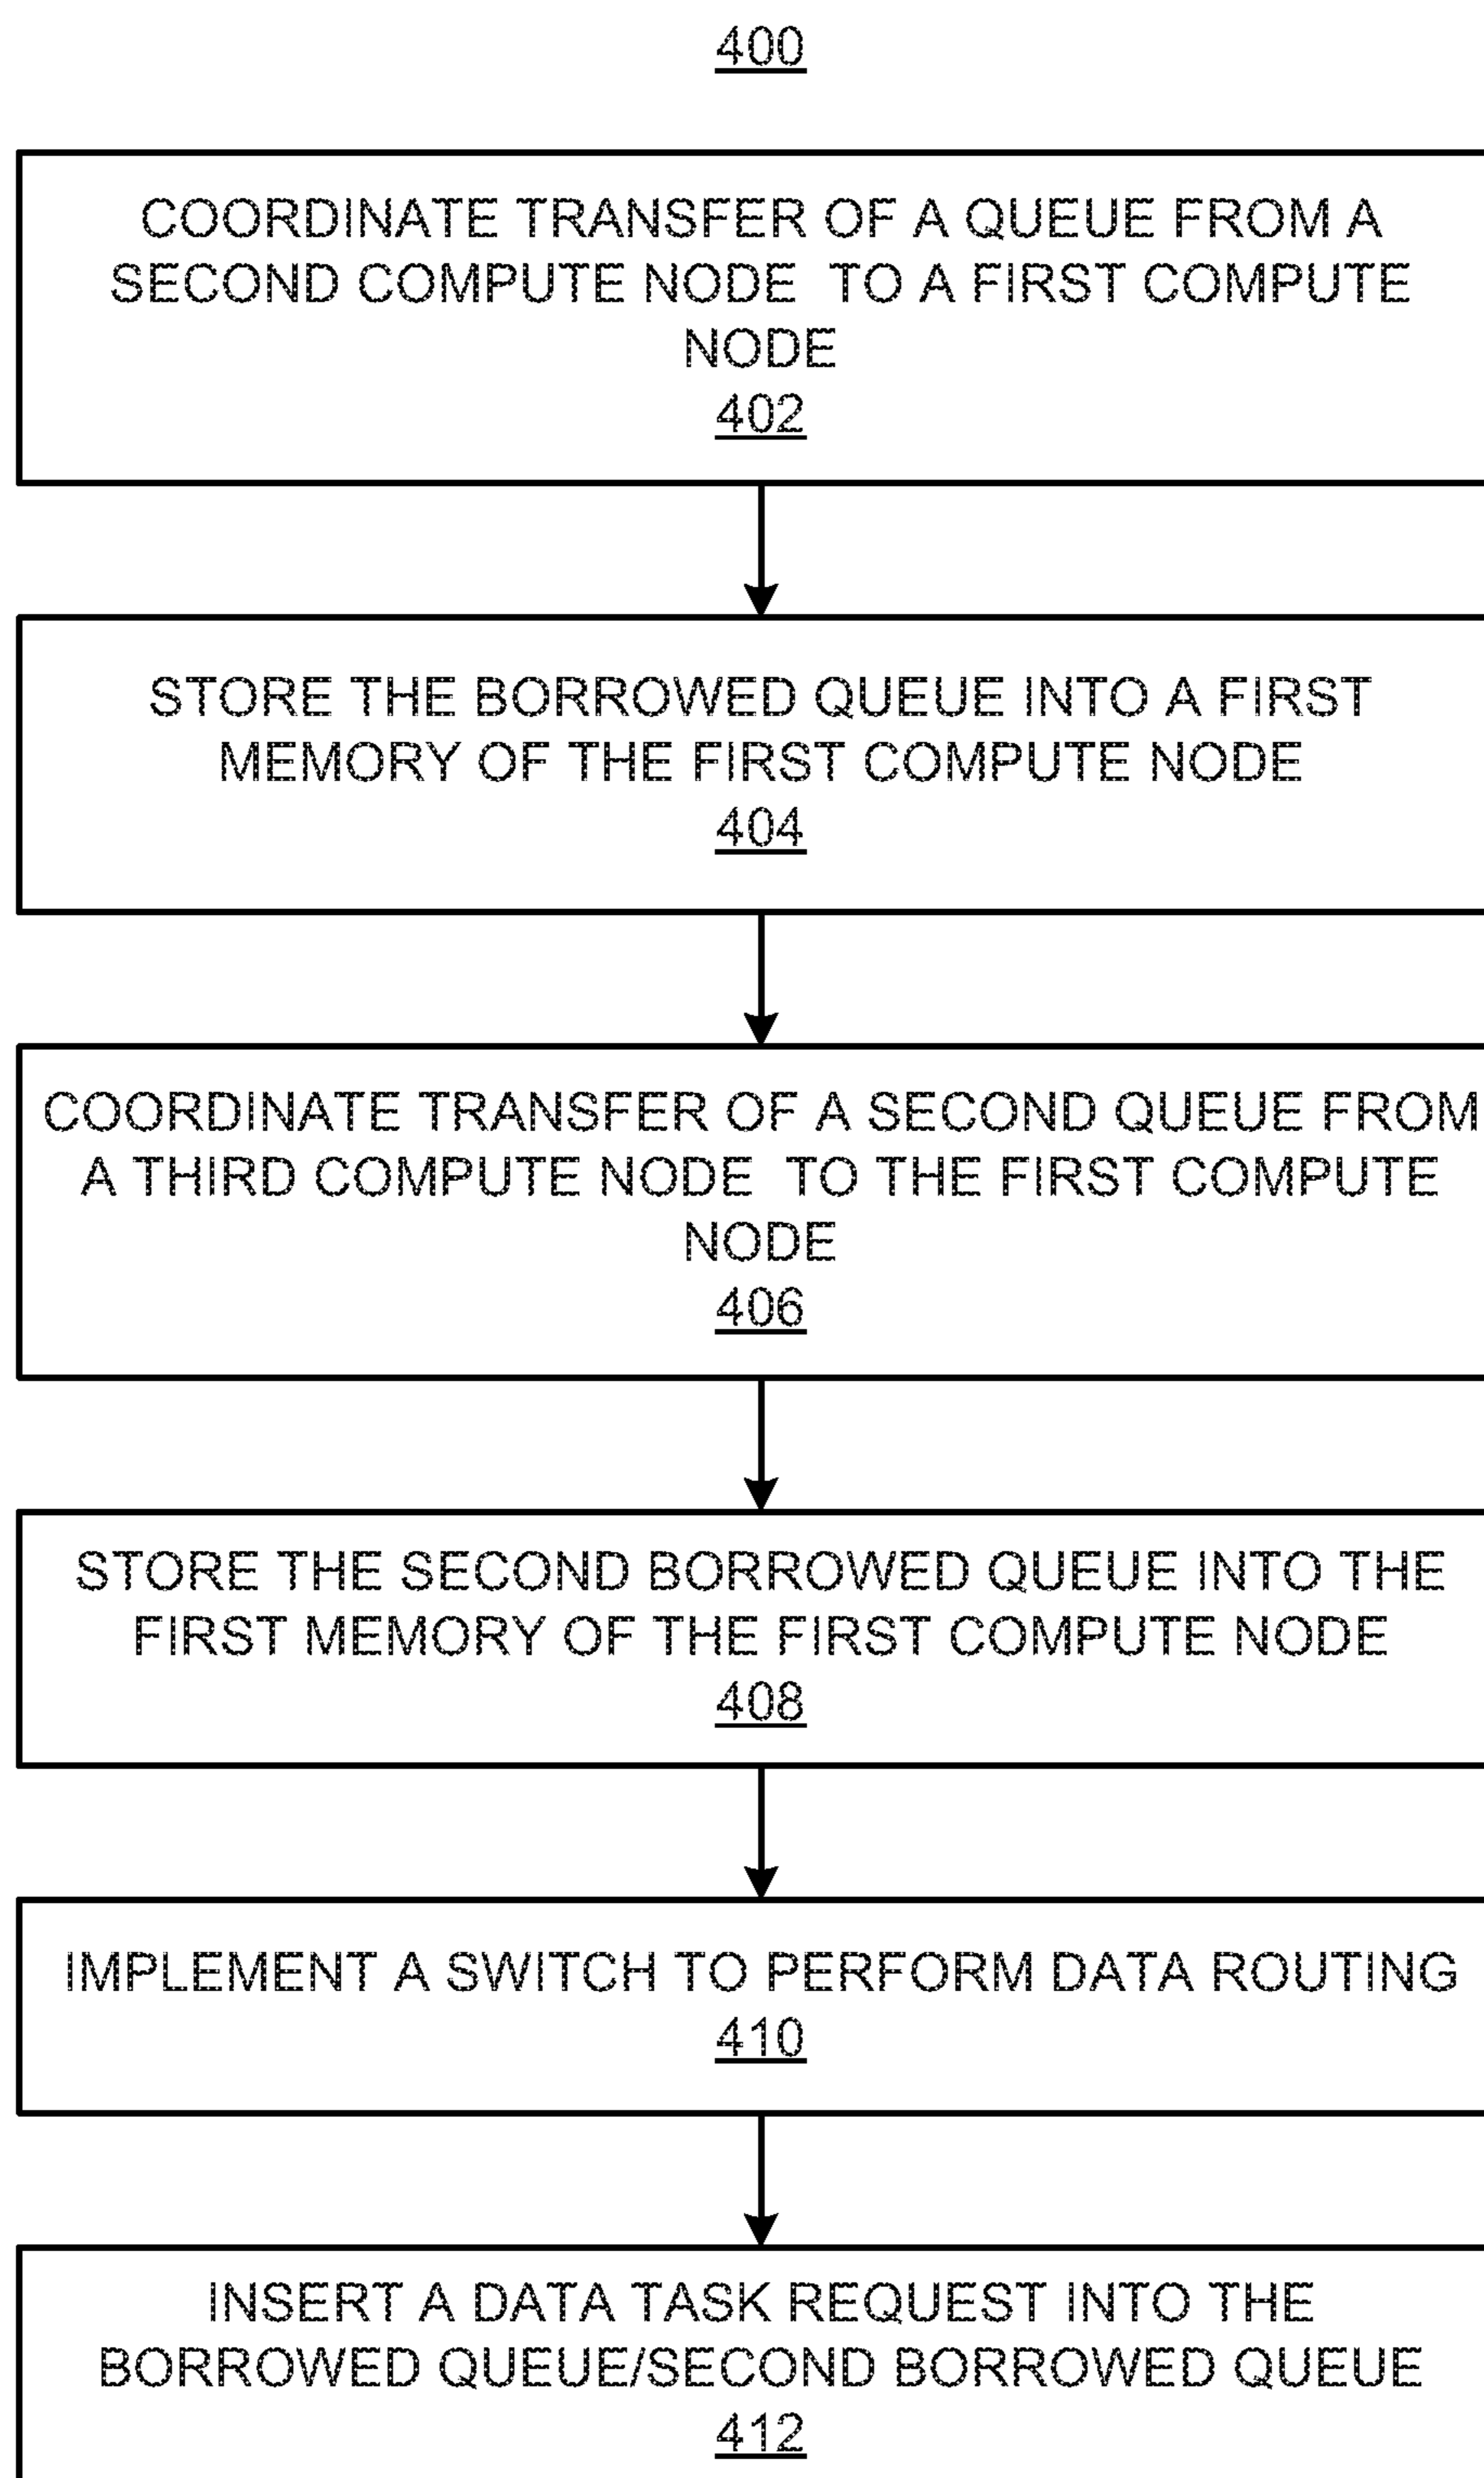 400
COORDINATE TRANSFER OF A QUEUE FROM A
SECOND COMPUTE NODE TO A FIRST COMPUTE
NODE
402
STORE THE BORROWED QUEUE INTO A FIRST
MEMORY OF THE FIRST COMPUTE NODE
404
COORDINATE TRANSFER OF A SECOND QUEUE FROM
A THIRD COMPUTE NODE TO THE FIRST COMPUTE
NODE
406
STORE THE SECOND BORROWED QUEUE INTO THE
FIRST MEMORY OF THE FIRST COMPUTE NODE
408
IMPLEMENT A SWITCH TO PERFORM DATA ROUTING
410
INSERT A DATA TASK REQUEST INTO THE
BORROWED QUEUE/SECOND BORROWED QUEUE
412